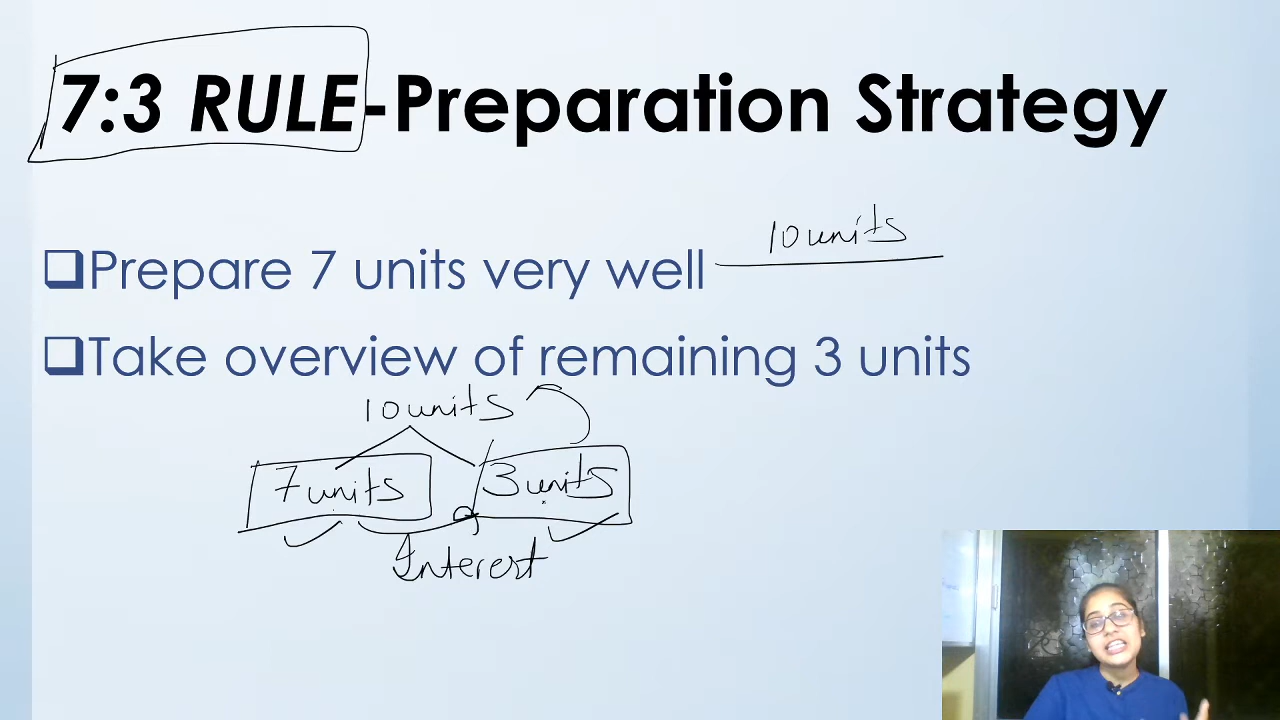 7:3 RULE-Preparation Strategy
10 units
Prepare 7 units very well
Take overview of remaining 3 units
10 units
7 units 3 units
Interest